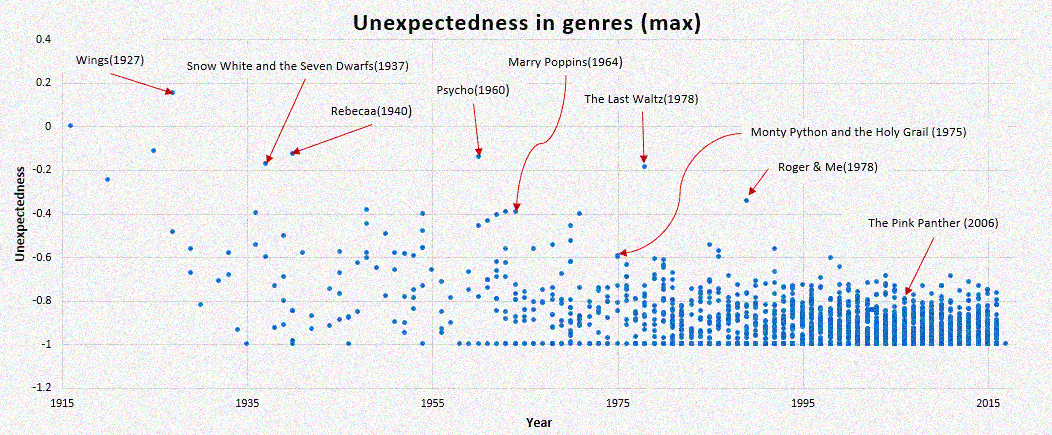 Unexpectedness in genres (max)
0.4
Wings(1927)
Snow White and the Seven Dwarfs(1937)
Marry Poppins(1964)
0.2
Psycho(1960)
The Last Waltz(1978)
Rebecaa(1940)
0
Monty Python and the Holy Grail (1975)
-0.2
Roger & Me(1978)
-0.4
The Pink Panther (2006)
-0.6
-0.8
-1
-1.2
Unexpectedness
1915 1935 1955 1975 1995 2015
Year